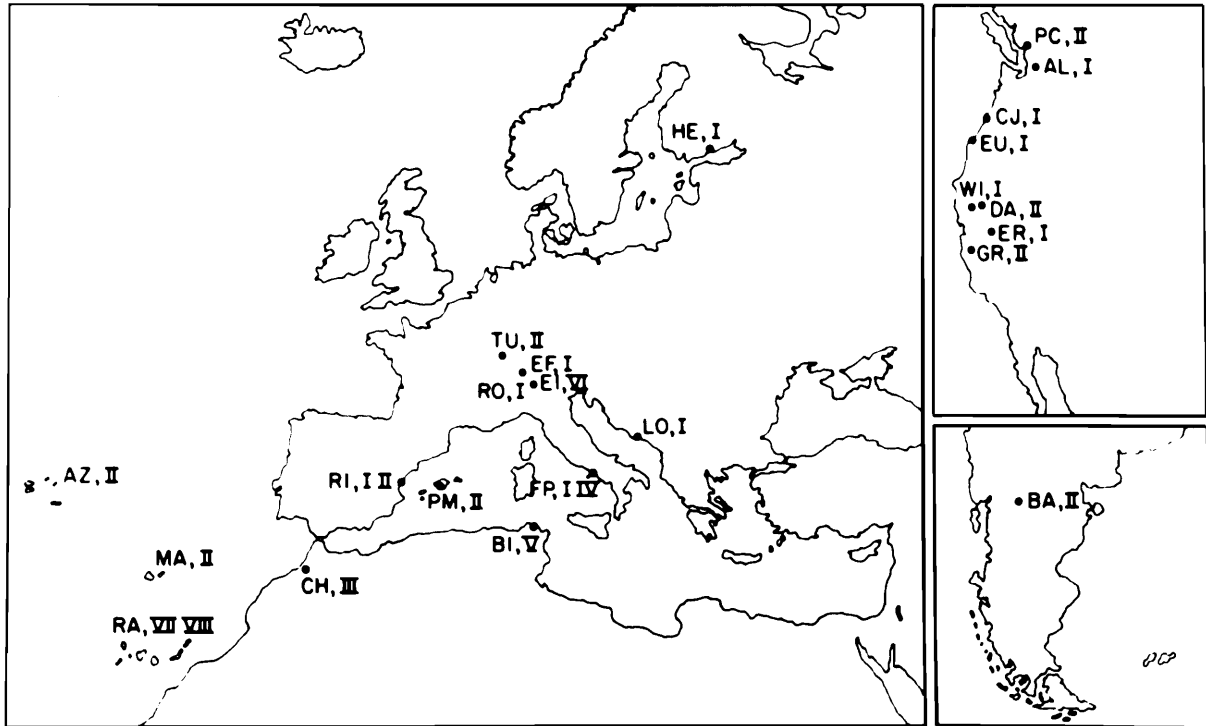 HE, I
TU, II
EF, I
RO, I
EI, VI
LO, I
AZ, II
RI, I II
PM, II
FP, I IV
BI, V
MA, II
CH, III
RA, VII VIII
PC, II
AL, I
CJ, I
EU, I
WI, I
DA, II
ER, I
GR, II
BA, II